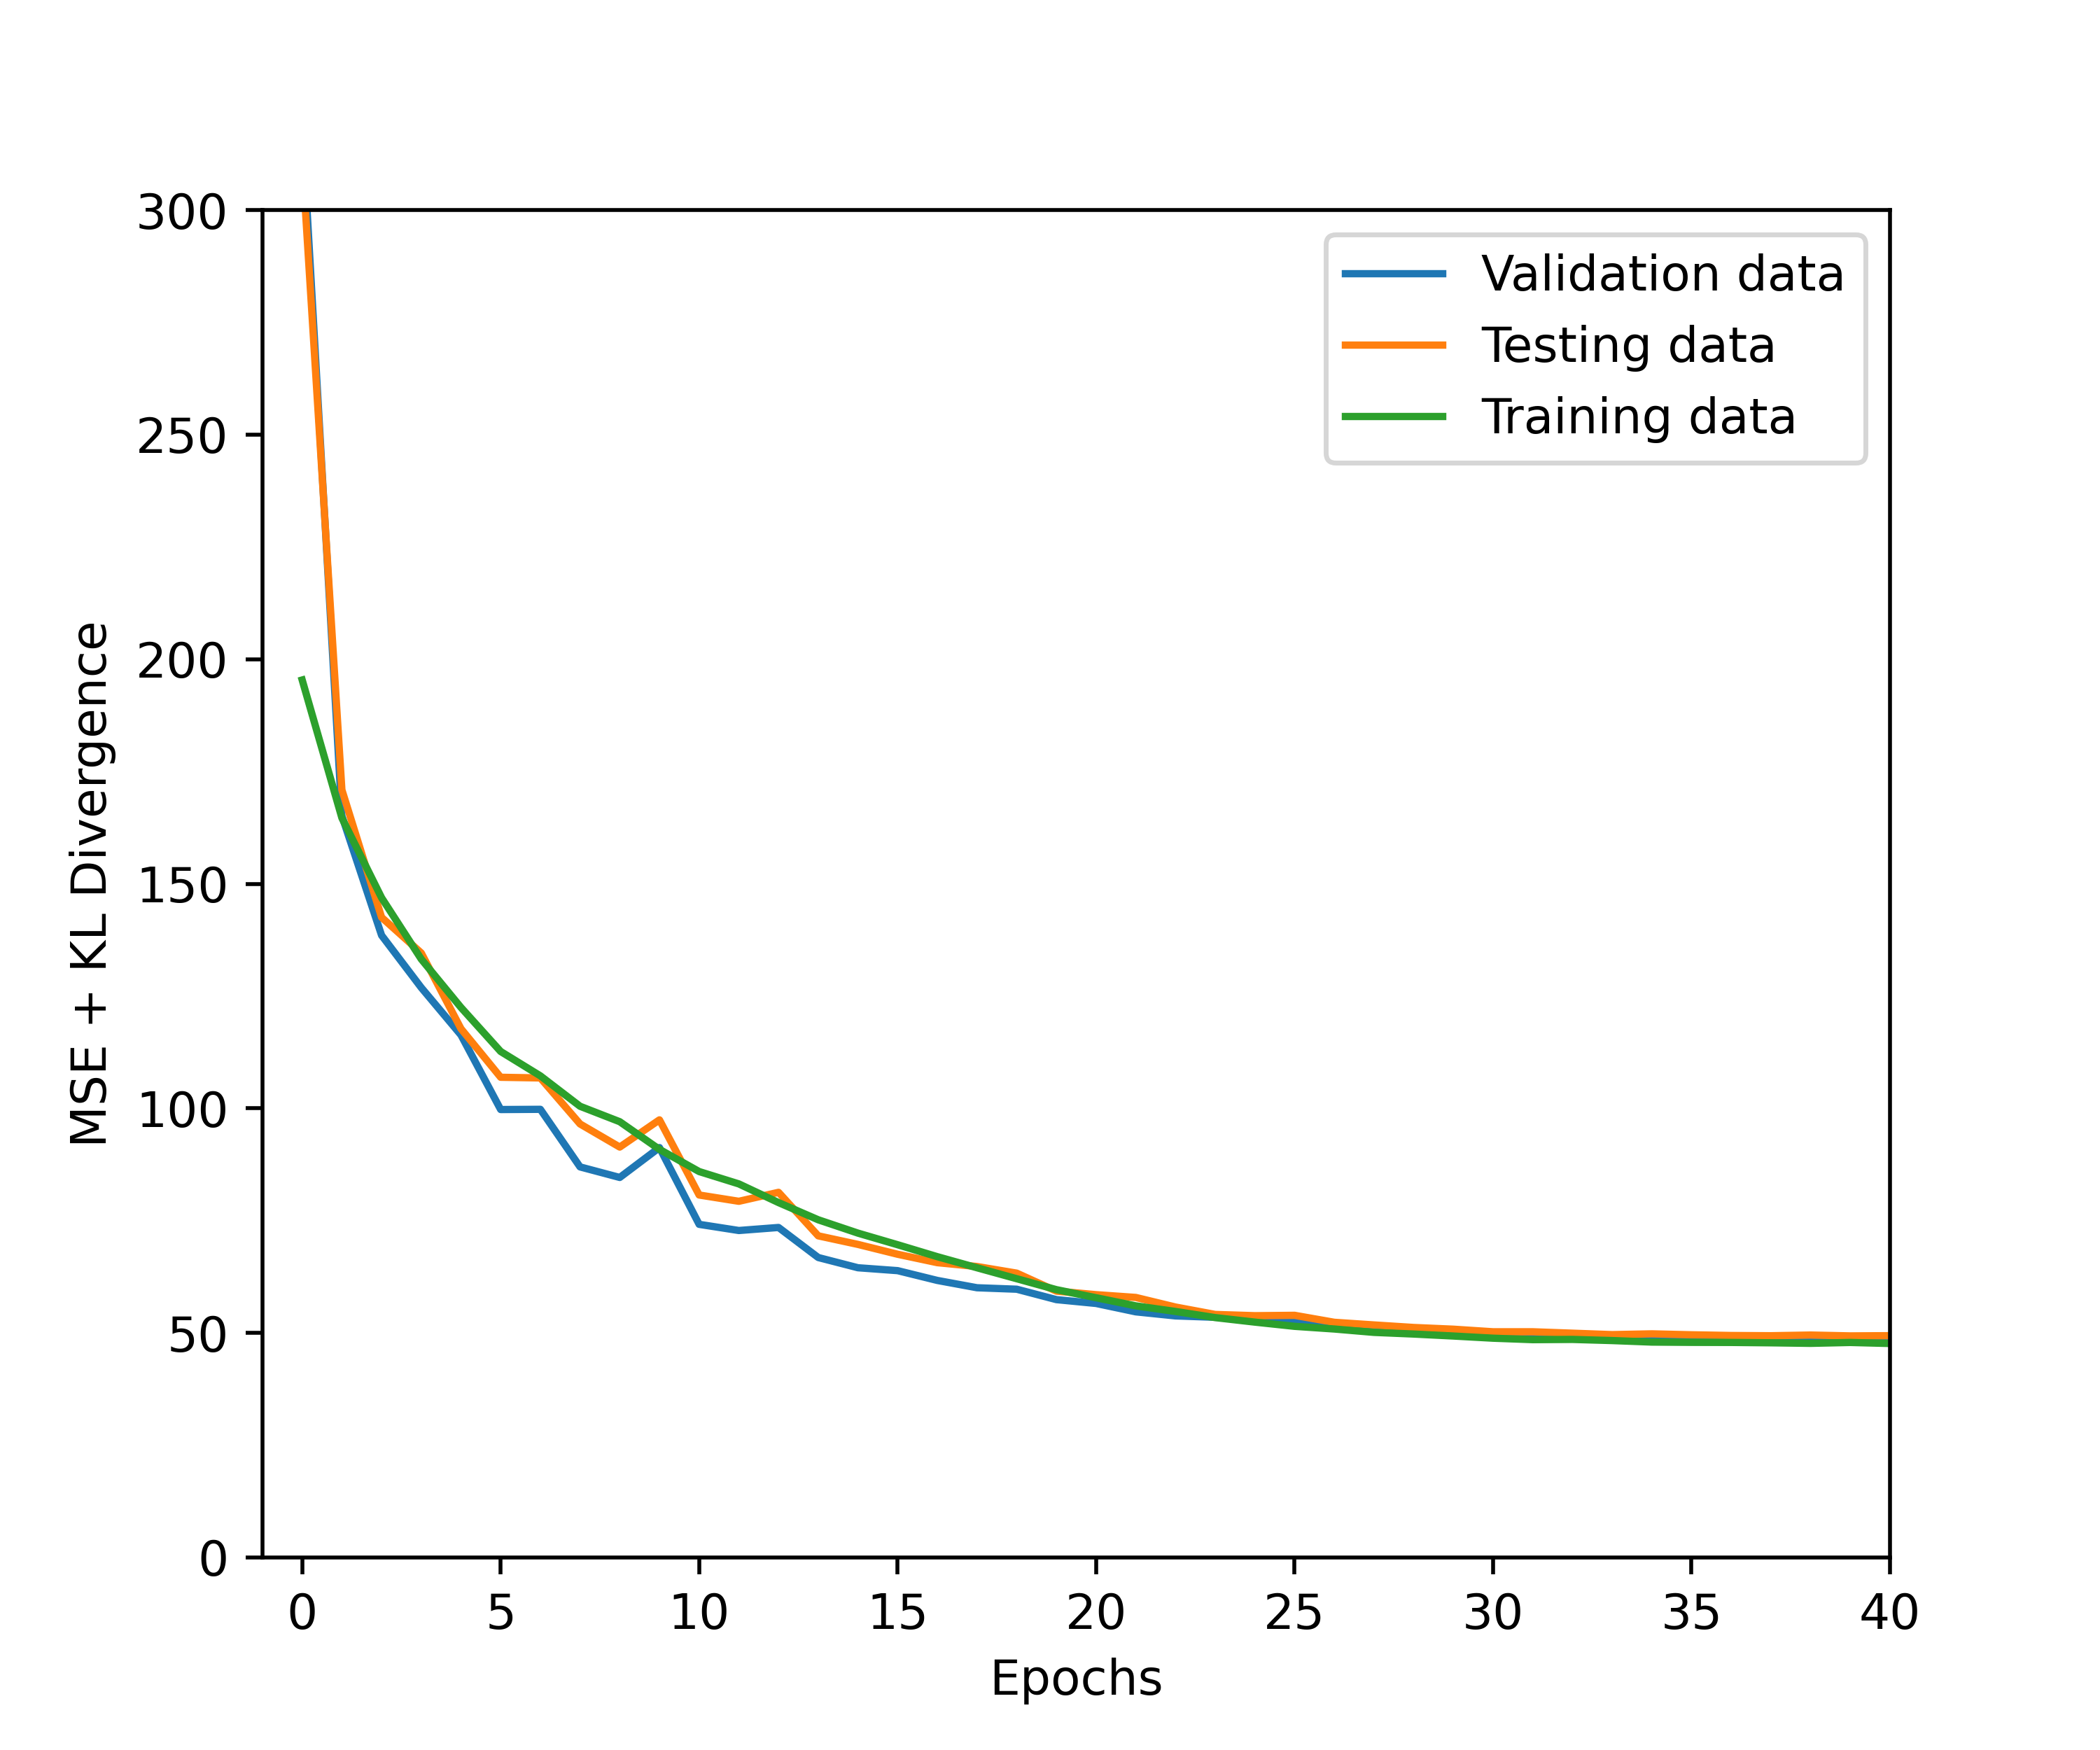 300
250
200
150
100
50
0
MSE + KL Divergence
Validation data
Testing data
Training data
0 5 10 15 20 25 30 35 40
Epochs